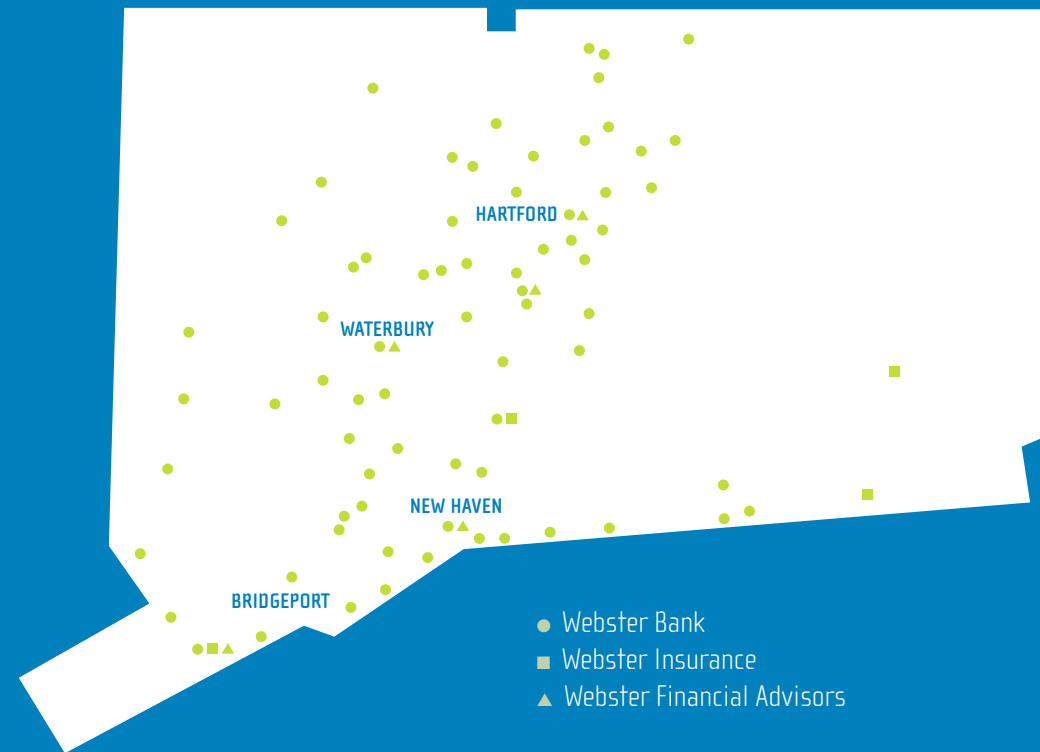 HARTFORD
WATERBURY
NEW HAVEN
BRIDGEPORT
Webster Bank
Webster Insurance
Webster Financial Advisors